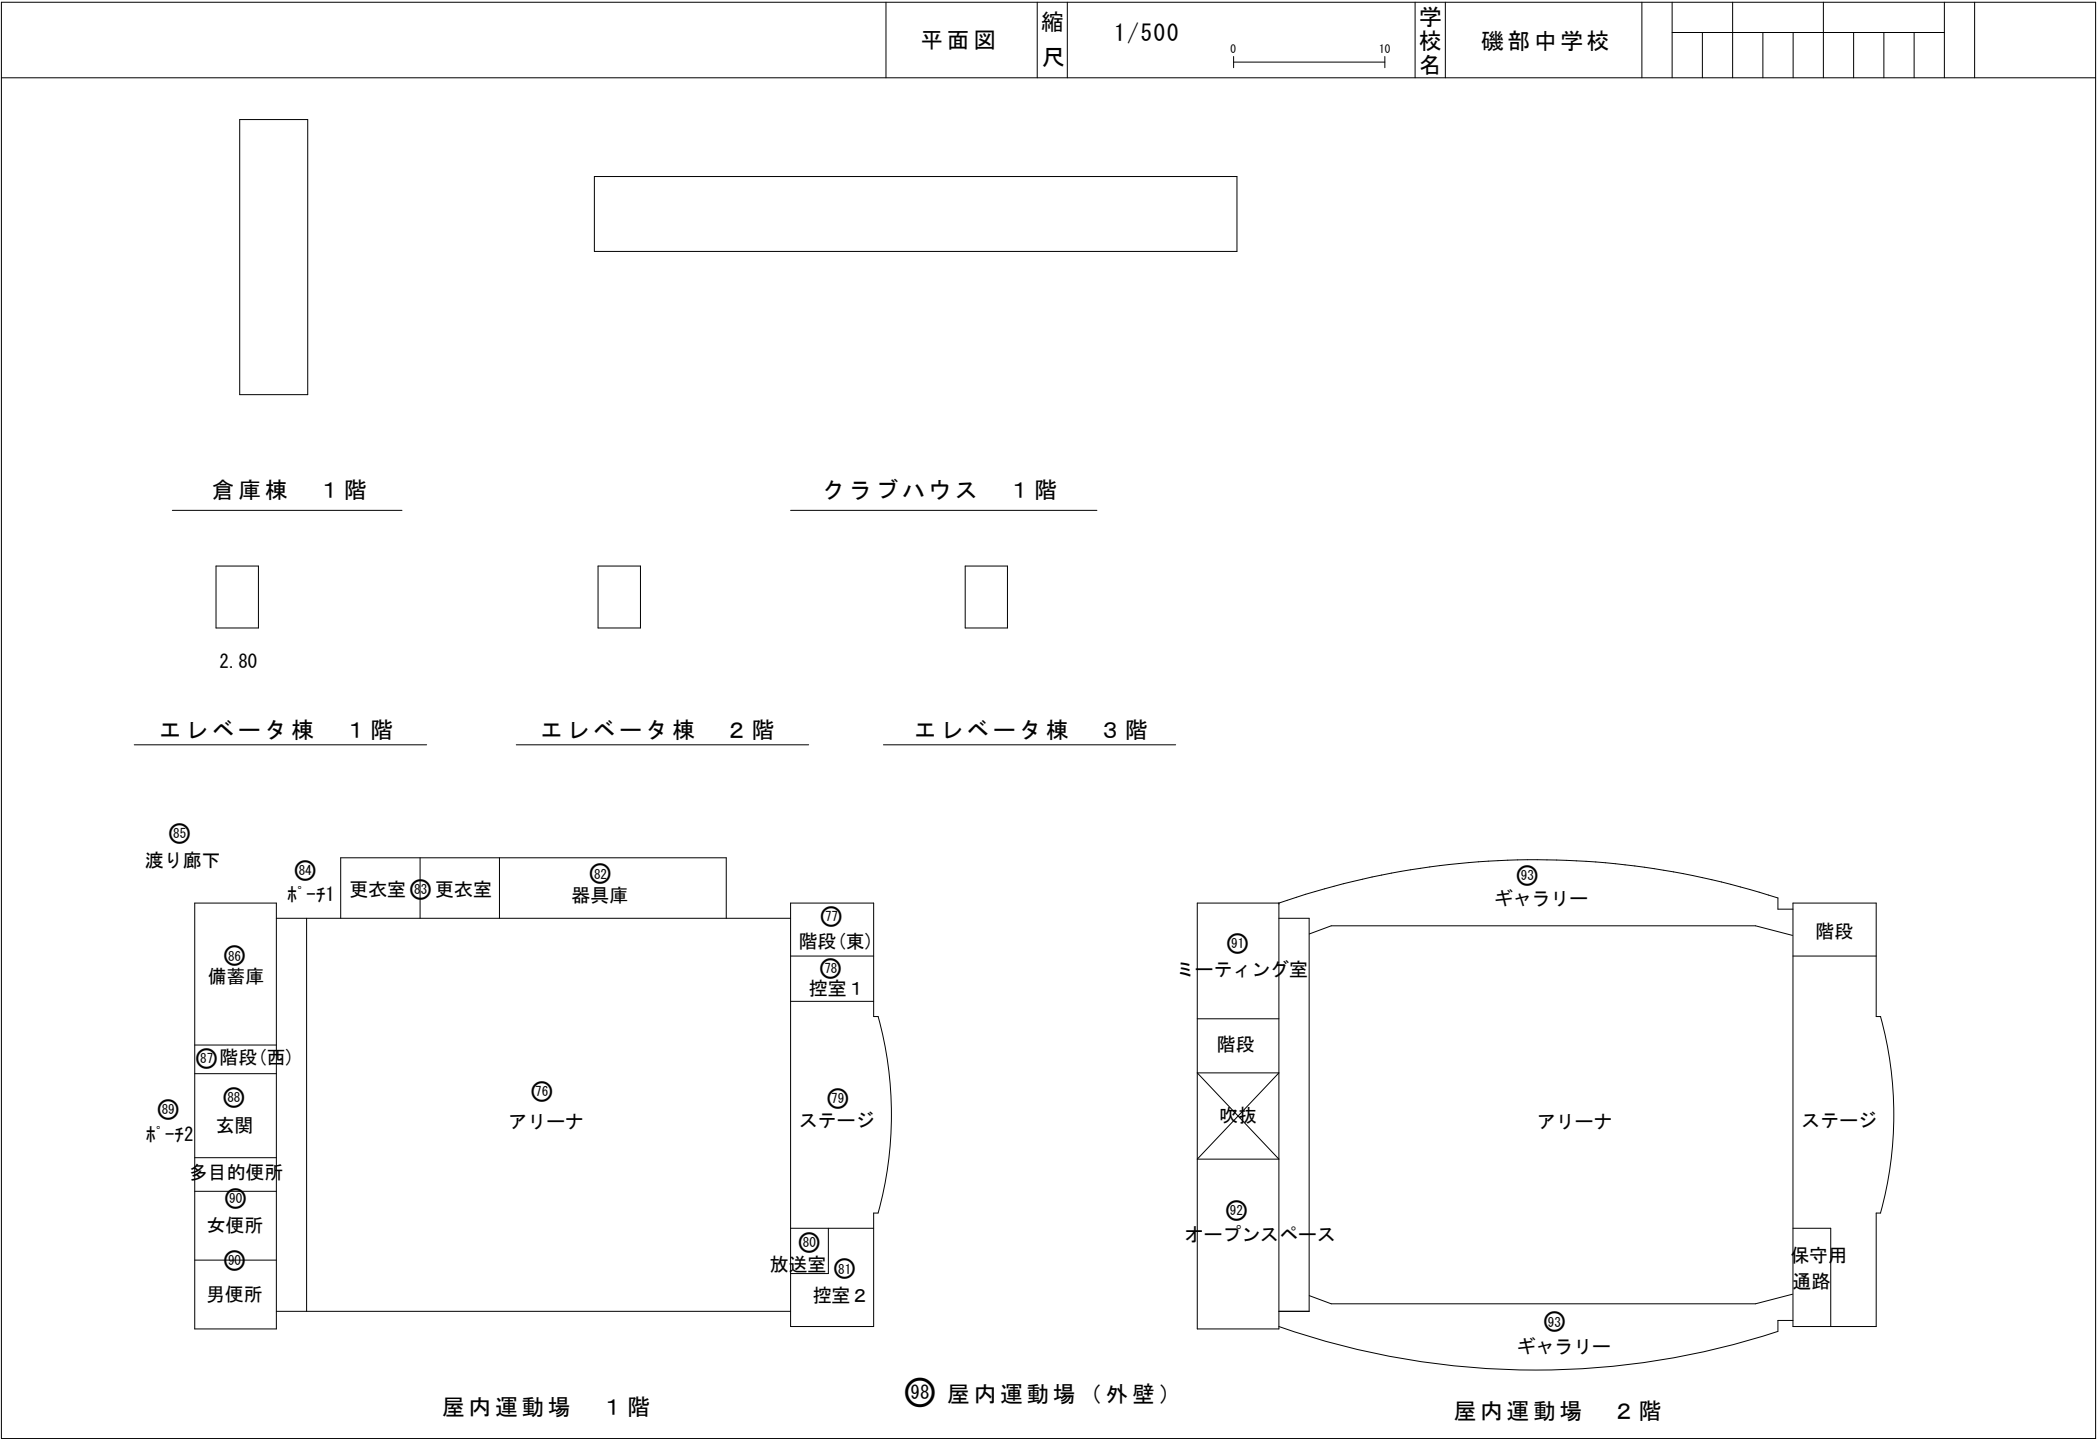 平面図
縮尺
1/500
0 10
学校名
磯部中学校
倉庫棟 1階
クラブハウス 1階
2.80
エレベータ棟 1階
エレベータ棟 2階
エレベータ棟 3階
85
渡り廊下
84
ﾎﾟｰﾁ1
更衣室 83 更衣室
82
器具庫
77
階段(東)
78
控室1
86
備蓄庫
87 階段(西)
88
玄関
89
ﾎﾟｰﾁ2
多目的便所
90
女便所
90
男便所
76
アリーナ
79
ステージ
80
放送室
81
控室2
屋内運動場 1階
98 屋内運動場(外壁)
93
ギャラリー
91
ミーティング室
階段
階段
吹抜
アリーナ
ステージ
92
オープンスペース
保守用
通路
93
ギャラリー
屋内運動場 2階